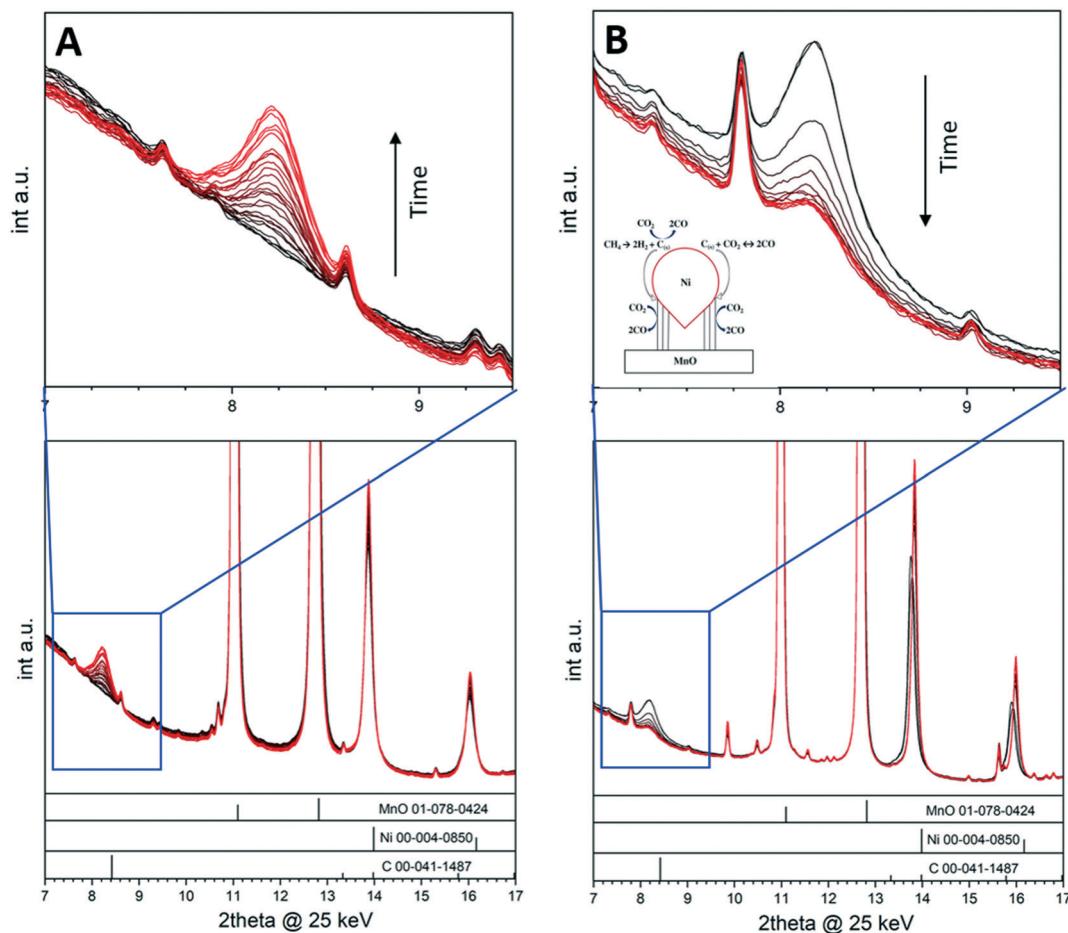 A
int a.u.
Time
7
8
9
B
int a.u.
Time
CO2 2CO
CH4 → 2H2 + C(s) C(s) + CO2 ↔ 2CO
Ni
CO2 CO2
2CO 2CO
MnO
7
8
9
int a.u.
MnO 01-078-0424
Ni 00-004-0850
C 00-041-1487
7 8 9 10 11 12 13 14 15 16 17
2theta @ 25 keV
int a.u.
MnO 01-078-0424
Ni 00-004-0850
C 00-041-1487
7 8 9 10 11 12 13 14 15 16 17
2theta @ 25 keV